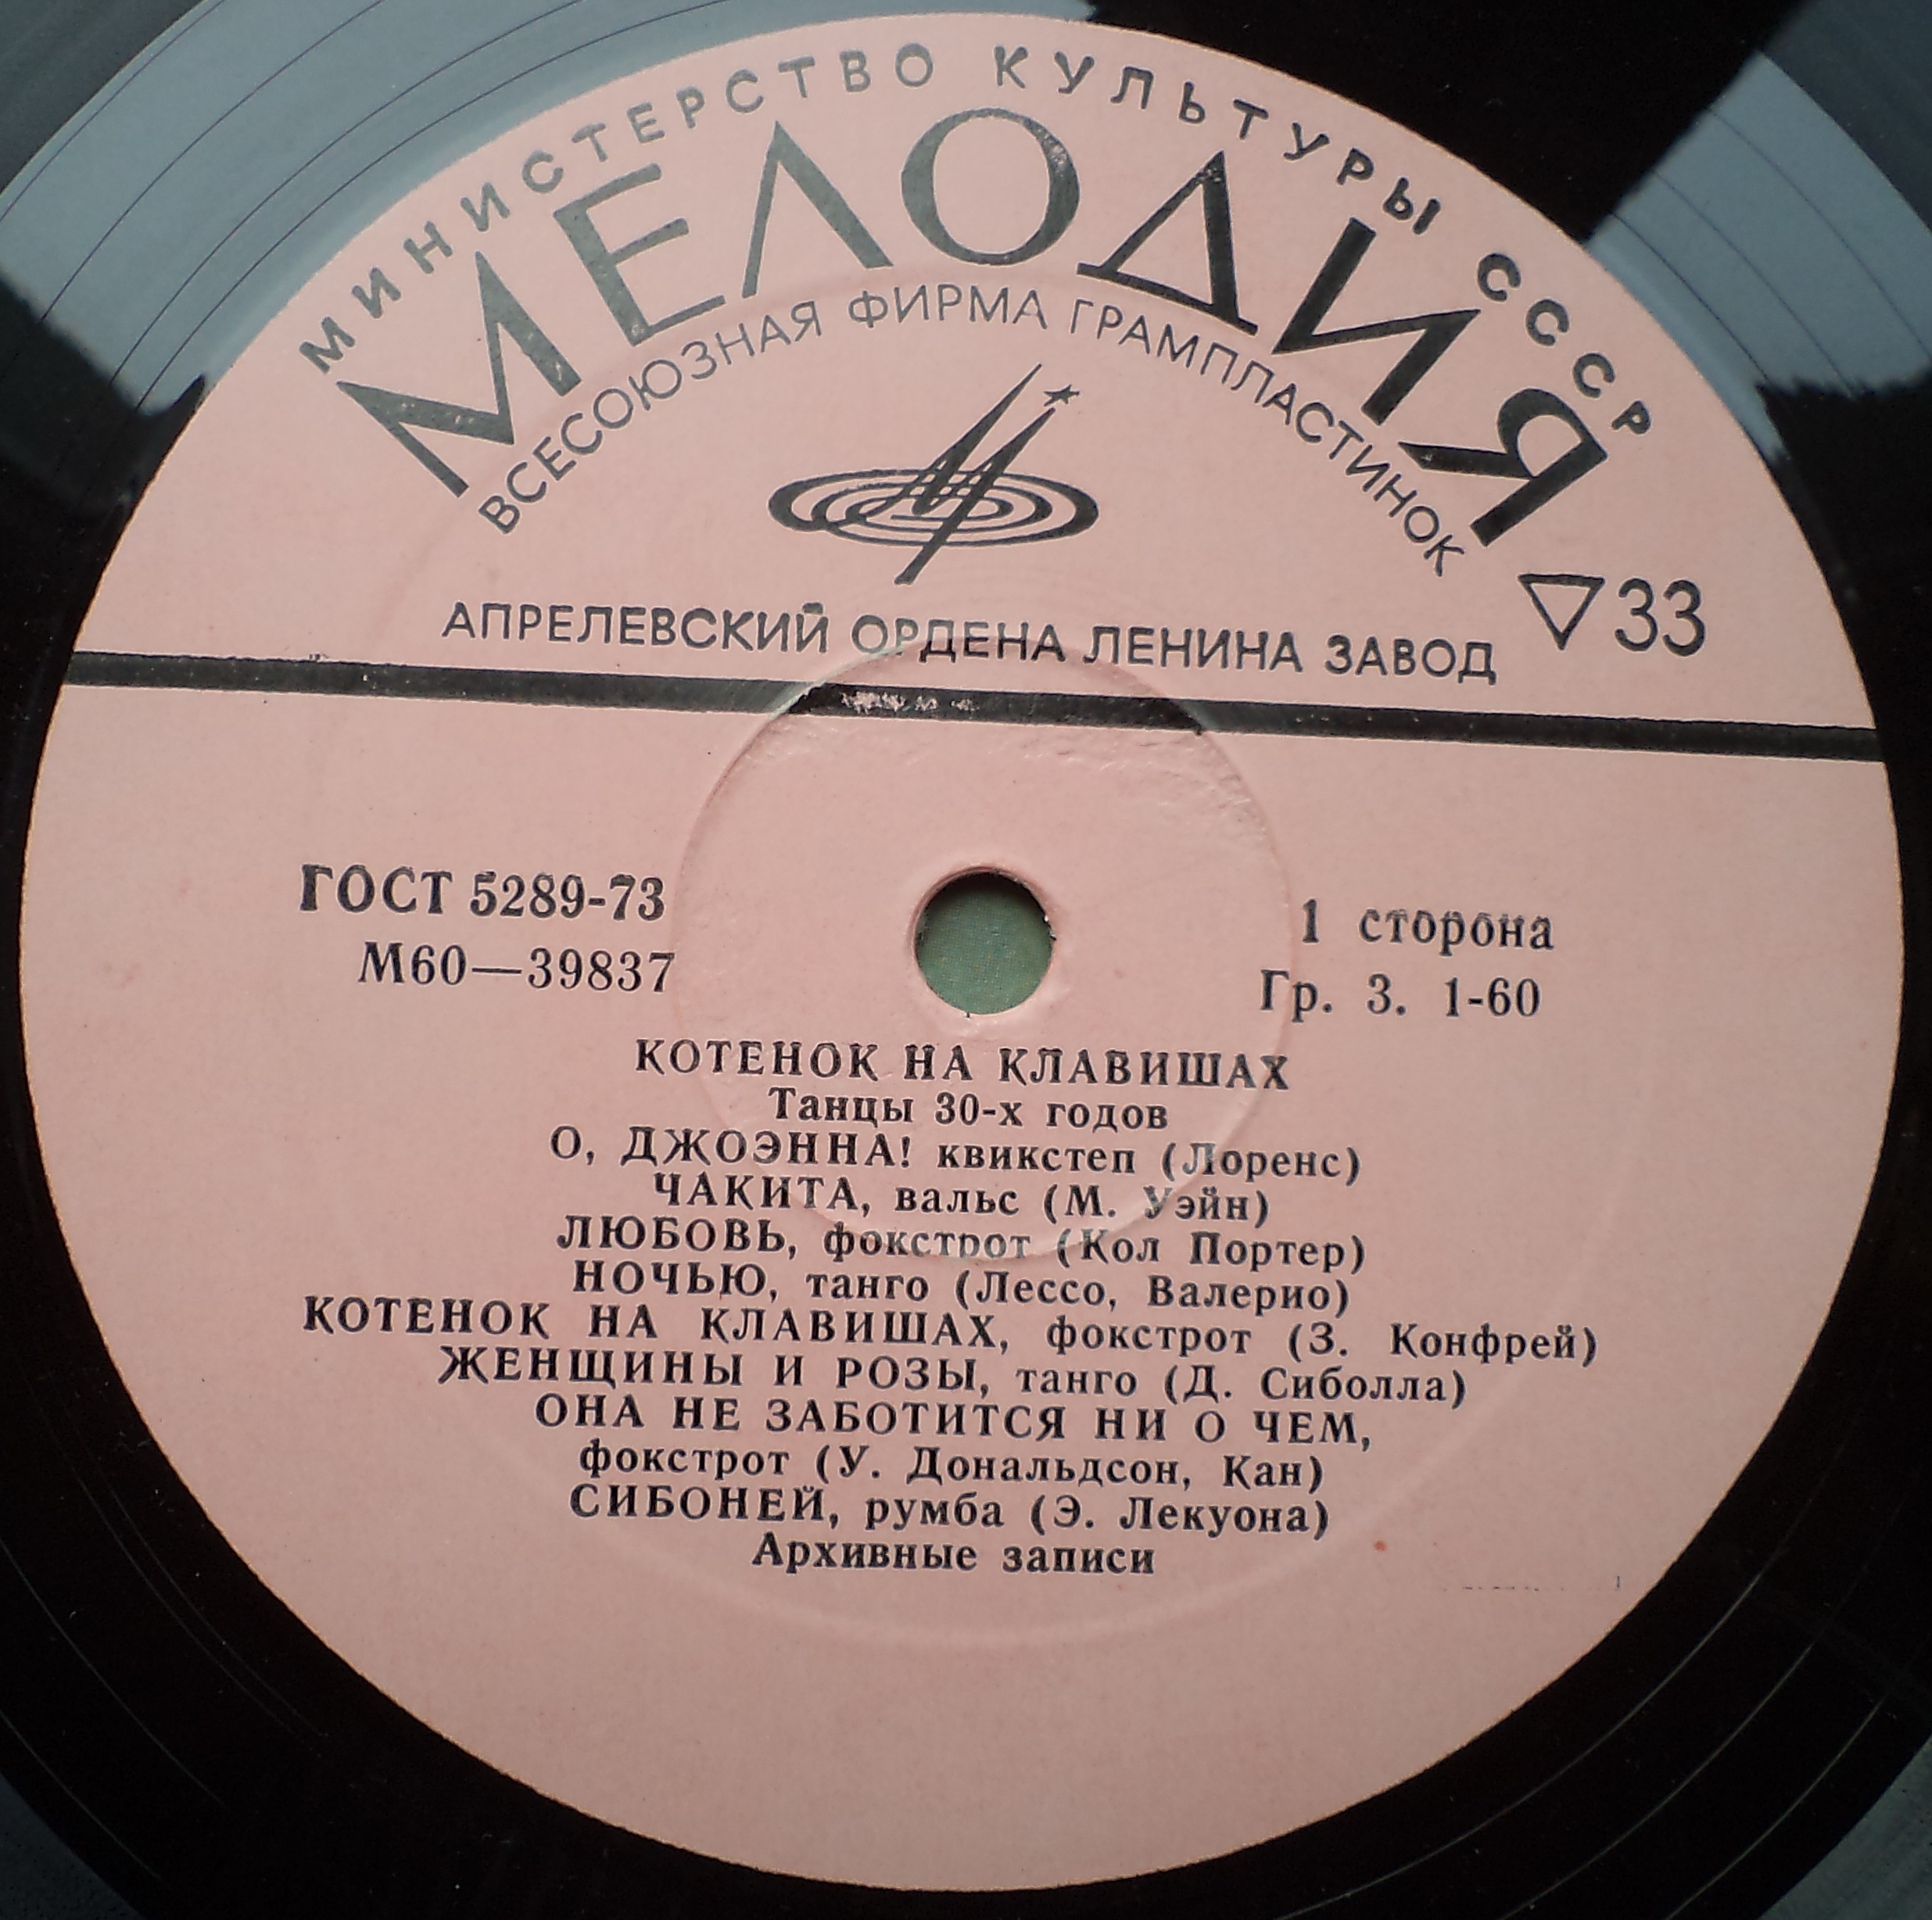 МИНИСТЕРСТВО КУЛЬТУРЫ СССР
МЕЛОДИЯ
ВСЕСОЮЗНАЯ ФИРМА ГРАМПЛАСТИНОК
АПРЕЛЕВСКИЙ ОРДЕНА ЛЕНИНА ЗАВОД
▽33
ГОСТ 5289-73
М60—39837
1 сторона
Гр. 3. 1-60
КОТЕНОК НА КЛАВИШАХ
Танцы 30-х годов
О, ДЖОЭННА! квикстеп (Лоренс)
ЧАКИТА, вальс (М. Уэйн)
ЛЮБОВЬ, фокстрот (Кол Портер)
НОЧЬЮ, танго (Лессо, Валерио)
КОТЕНОК НА КЛАВИШАХ, фокстрот (З. Конфрей)
ЖЕНЩИНЫ И РОЗЫ, танго (Д. Сиболла)
ОНА НЕ ЗАБОТИТСЯ НИ О ЧЕМ,
фокстрот (У. Дональдсон, Кан)
СИБОНЕЙ, румба (Э. Лекуона)
Архивные записи